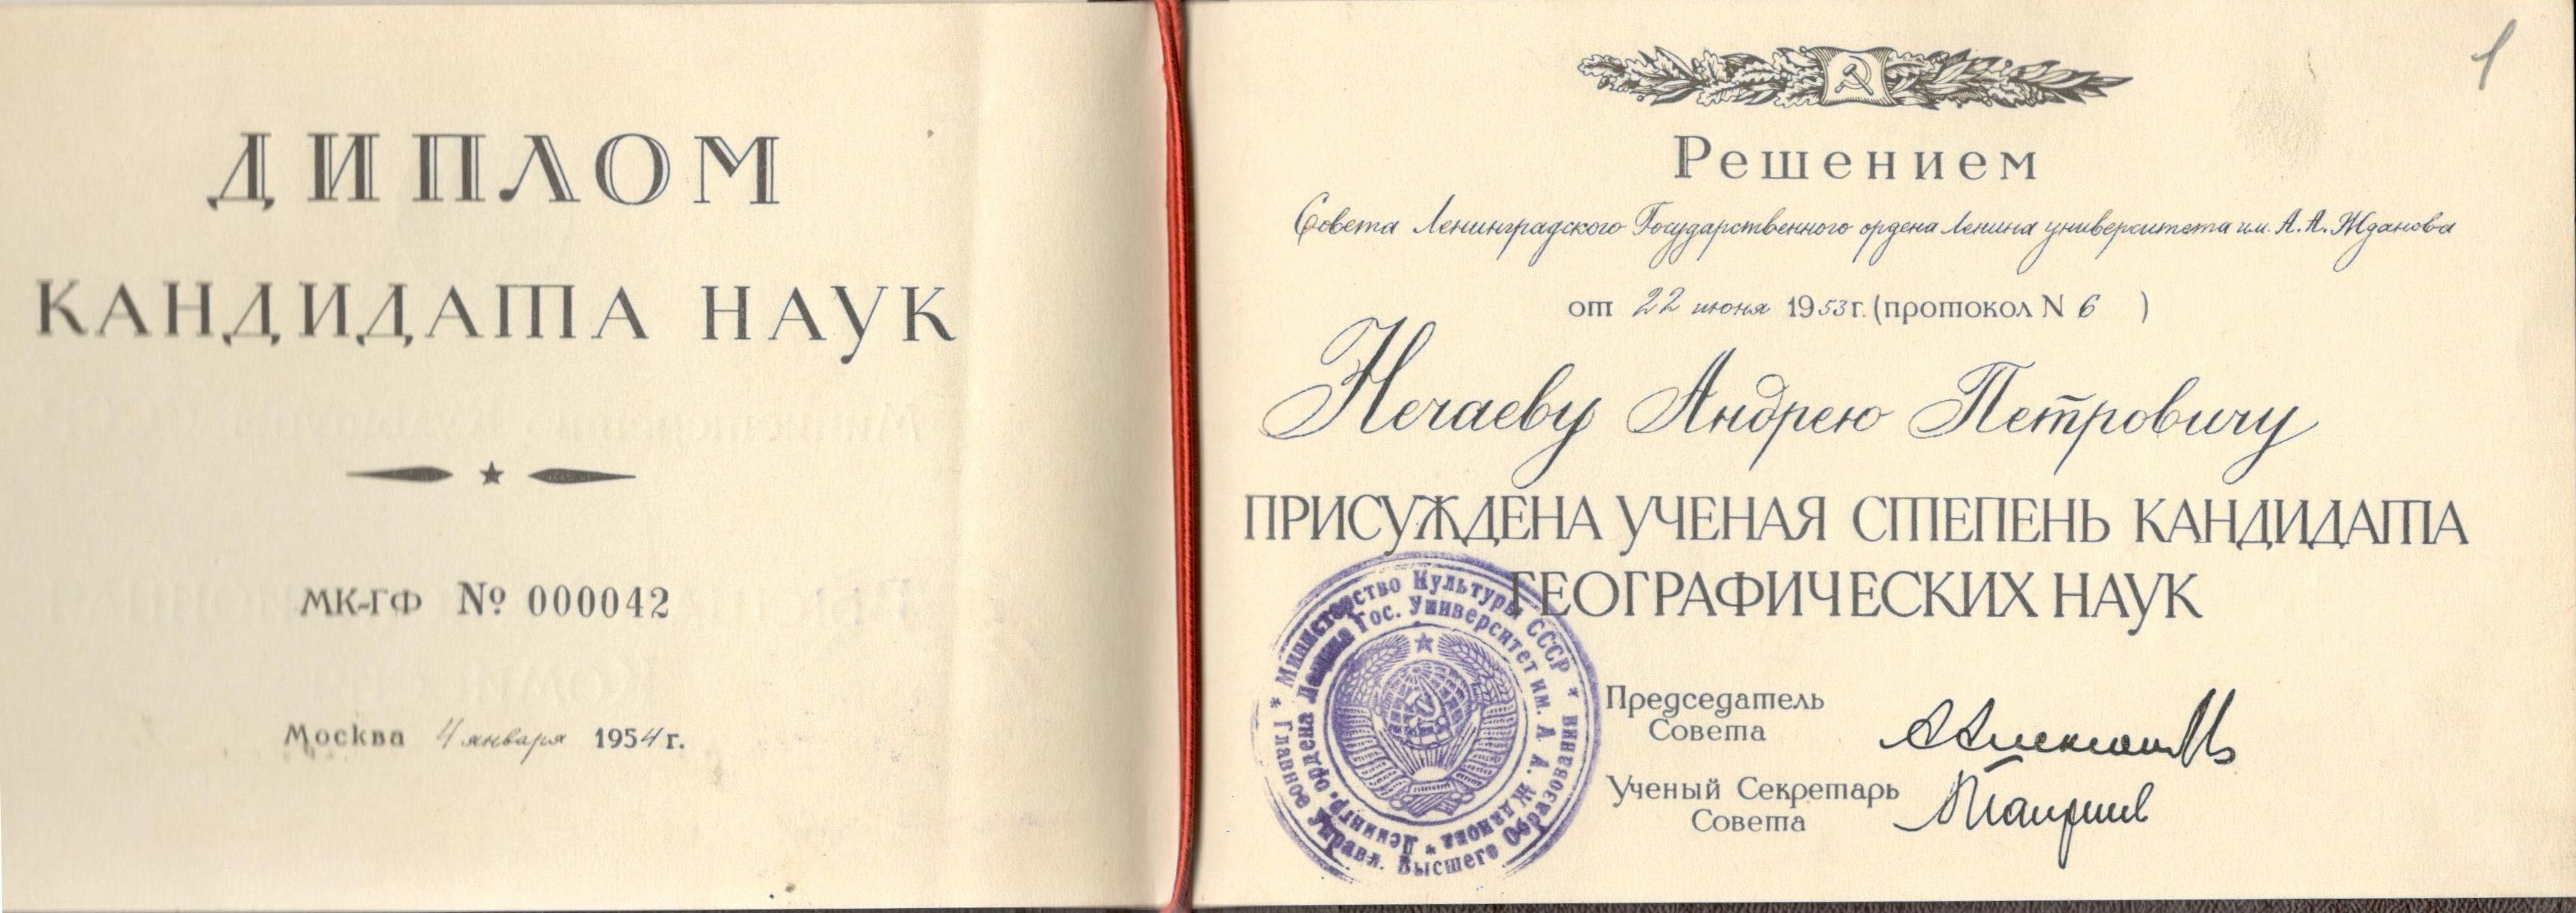 ДИПЛОМ
КАНДИДАТА НАУК
МК-ГФ № 000042
Москва 4 января 1954 г.
1
Решением
Совета Ленинградского Государственного ордена Ленина университета им. А. А. Жданова
от 22 июня 1953 г. (протокол N 6 )
Нечаеву Андрею Петровичу
ПРИСУЖДЕНА УЧЕНАЯ СТЕПЕНЬ КАНДИДАТА
ГЕОГРАФИЧЕСКИХ НАУК
* Министерство Культуры СССР * Главное Управл. Высшего Образования
Ленингр. ордена Ленина Гос. Университет им. А. А. Жданова *
Председатель
Совета
Ученый Секретарь
Совета